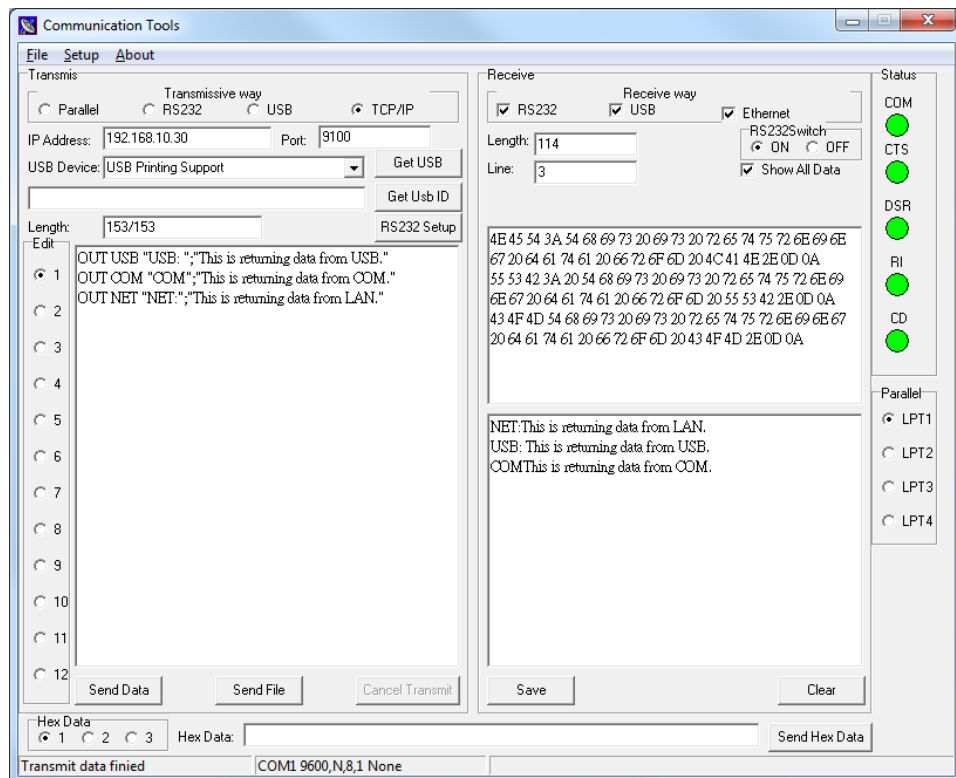 Communication Tools
File Setup About
Transmis
Transmissive way
Parallel RS232 USB TCP/IP
IP Address: 192.168.10.30 Port: 9100
USB Device: USB Printing Support Get USB
Get Usb ID
Length: 153/153 RS232 Setup
Edit
1
2
3
4
5
6
7
8
9
10
11
12
OUT USB "USB: ";"This is returning data from USB."
OUT COM "COM";"This is returning data from COM."
OUT NET "NET:";"This is returning data from LAN."
Send Data Send File Cancel Transmit
Receive
Receive way
RS232 USB Ethernet
Length: 114
RS232Switch
ON OFF
Line: 3
Show All Data
4E 45 54 3A 54 68 69 73 20 69 73 20 72 65 74 75 72 6E 69 6E
67 20 64 61 74 61 20 66 72 6F 6D 20 4C 41 4E 2E 0D 0A
55 53 42 3A 20 54 68 69 73 20 69 73 20 72 65 74 75 72 6E 69
6E 67 20 64 61 74 61 20 66 72 6F 6D 20 55 53 42 2E 0D 0A
43 4F 4D 54 68 69 73 20 69 73 20 72 65 74 75 72 6E 69 6E 67
20 64 61 74 61 20 66 72 6F 6D 20 43 4F 4D 2E 0D 0A
NET:This is returning data from LAN.
USB: This is returning data from USB.
COMThis is returning data from COM.
Save Clear
Status
COM
CTS
DSR
RI
CD
Parallel
LPT1
LPT2
LPT3
LPT4
Hex Data
1 2 3 Hex Data: Send Hex Data
Transmit data finied COM1 9600,N,8,1 None